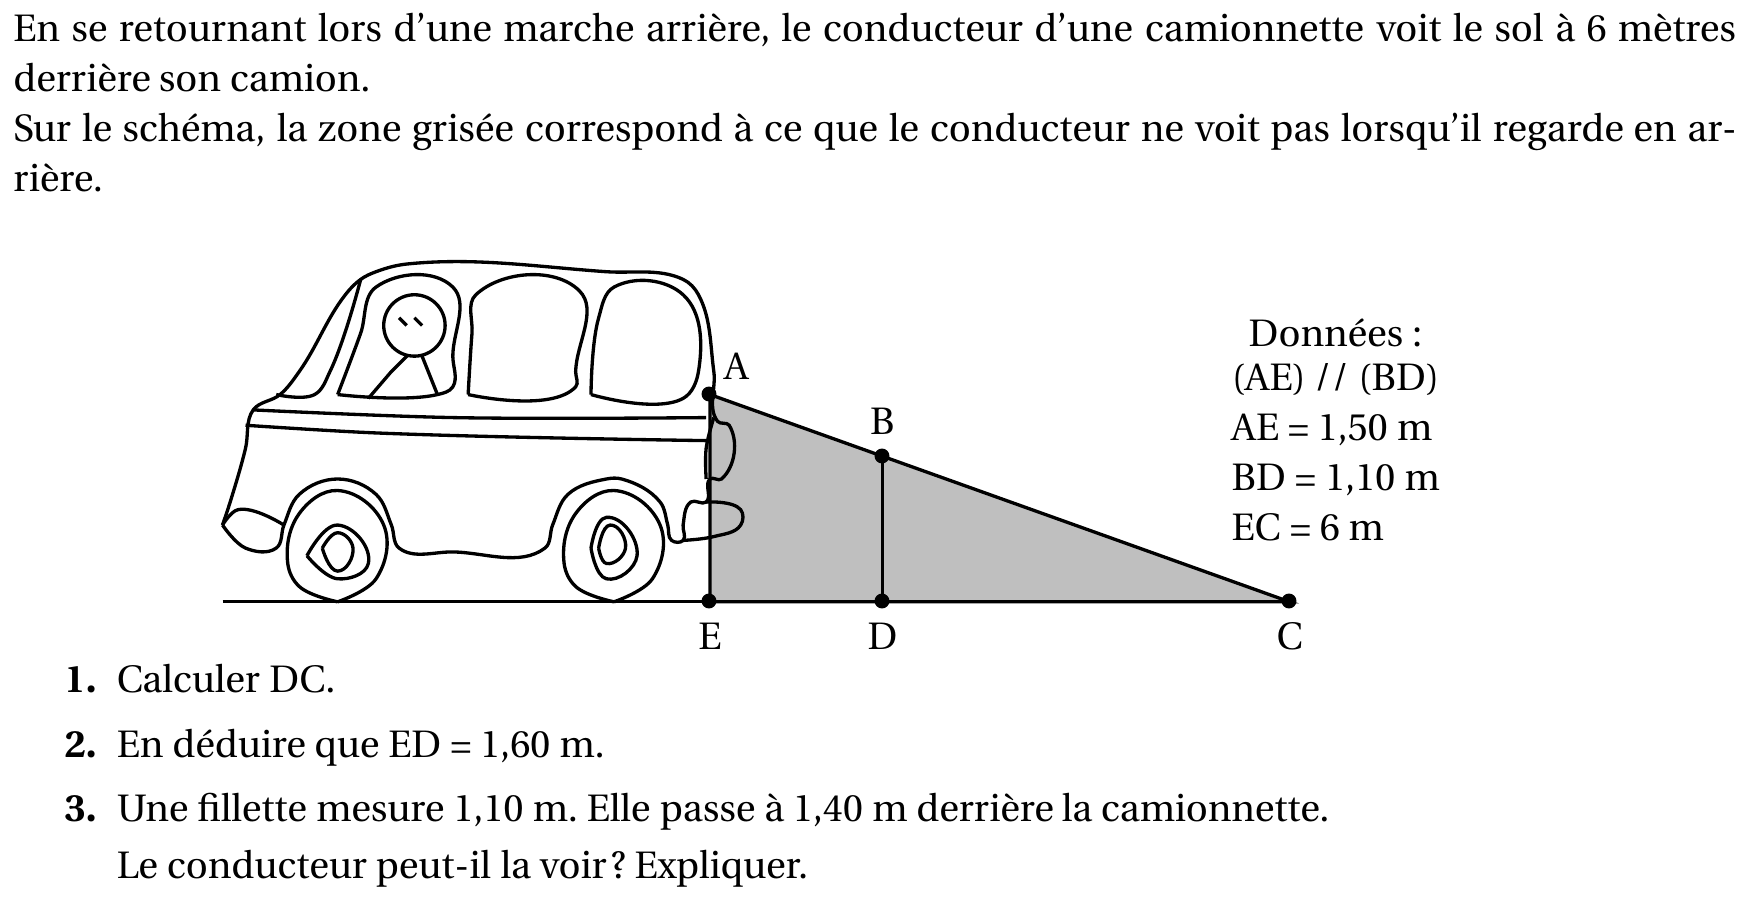 En se retournant lors d’une marche arrière, le conducteur d’une camionnette voit le sol à 6 mètres
derrière son camion.
Sur le schéma, la zone grisée correspond à ce que le conducteur ne voit pas lorsqu’il regarde en ar-
rière.
Données :
A
(AE) // (BD)
B
AE = 1,50 m
BD = 1,10 m
EC = 6 m
E
D
C
1. Calculer DC.
2. En déduire que ED = 1,60 m.
3. Une fillette mesure 1,10 m. Elle passe à 1,40 m derrière la camionnette.
Le conducteur peut-il la voir ? Expliquer.